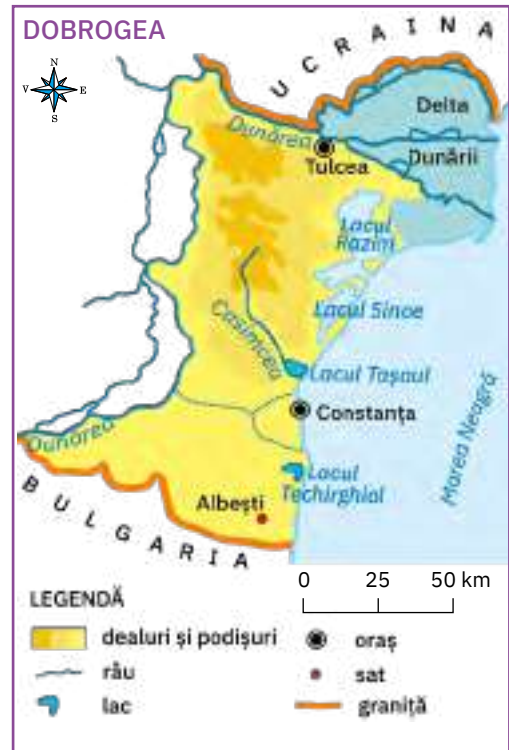 DOBROGEA
N
V E
S
UCRAINA
Delta
Dunării
Dunărea
Tulcea
Lacul
Razim
Lacul Sinoe
Casimcea
Lacul Tașaul
Constanța
Marea Neagră
Dunărea
Lacul
Techirghiol
Albești
BULGARIA
0 25 50 km
LEGENDĂ
dealuri și podișuri
oraș
râu
sat
lac
graniță